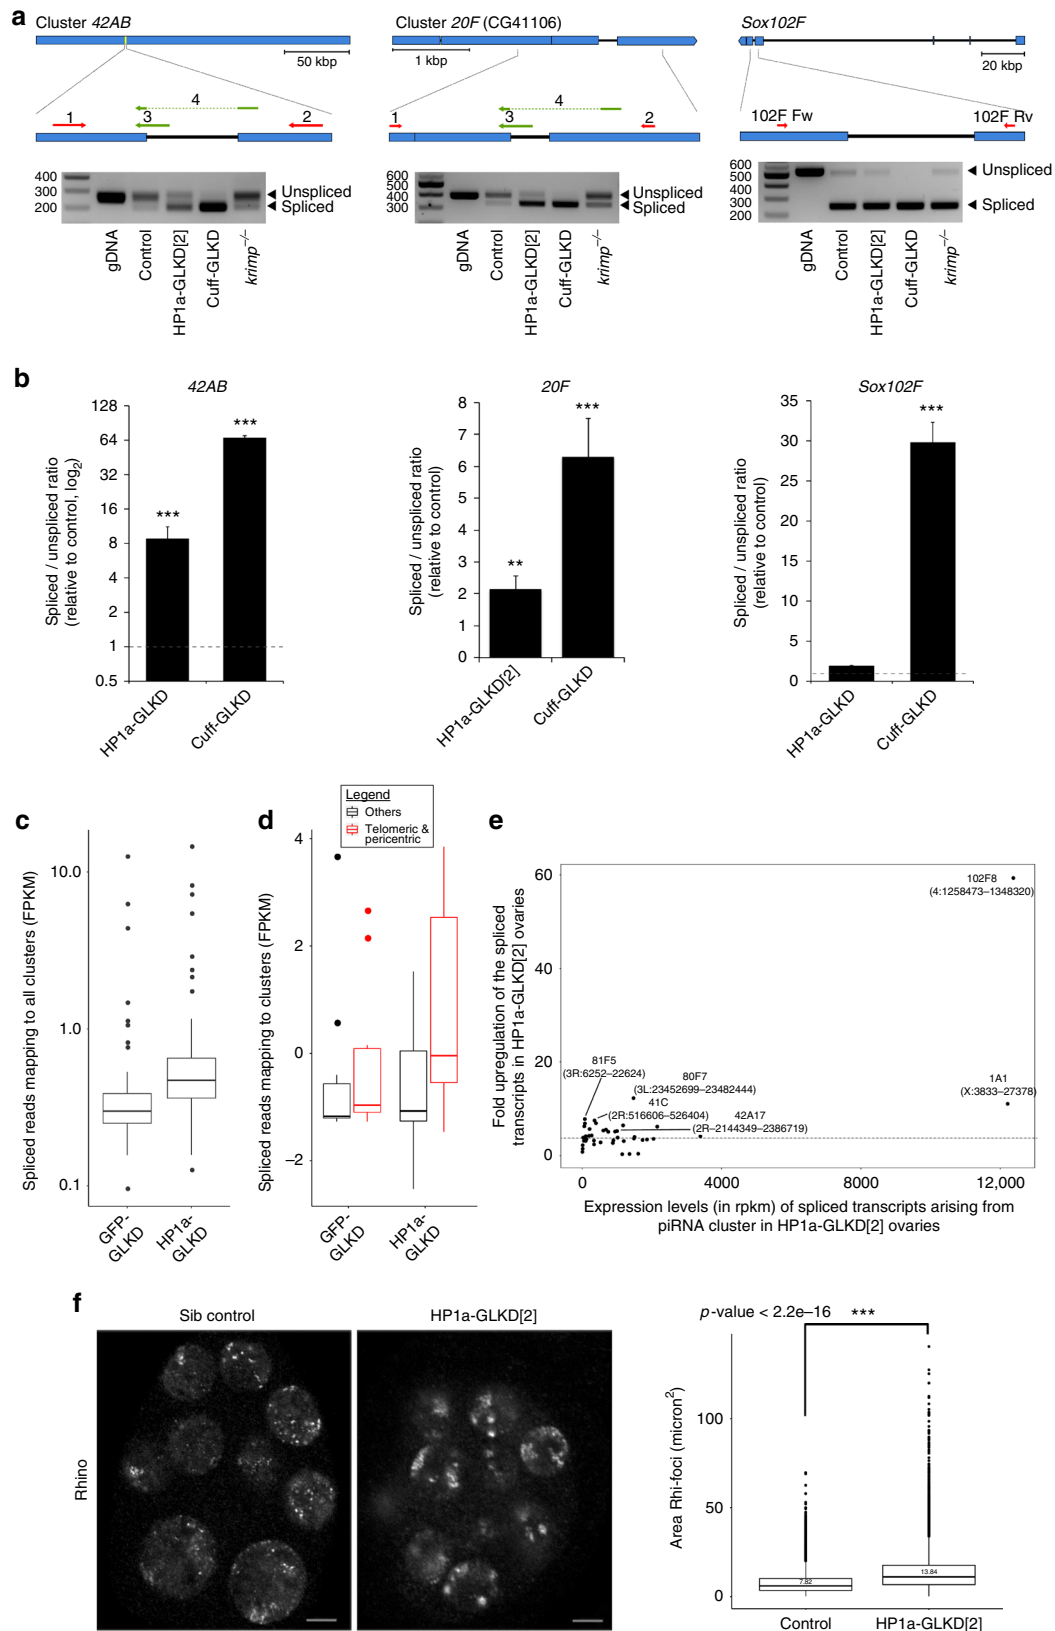 a
Cluster 42AB
50 kbp
1
2
3
4
400
300
200
Unspliced
Spliced
gDNA
Control
HP1a-GLKD[2]
Cuff-GLKD
krimp−/−
Cluster 20F (CG41106)
1 kbp
1
2
3
4
600
500
400
300
Unspliced
Spliced
gDNA
Control
HP1a-GLKD[2]
Cuff-GLKD
krimp−/−
Sox102F
20 kbp
102F Fw
102F Rv
600
500
400
300
200
Unspliced
Spliced
gDNA
Control
HP1a-GLKD[2]
Cuff-GLKD
krimp−/−
b
42AB
Spliced / unspliced ratio
(relative to control, log2)
128
64
32
16
8
4
2
1
0.5
***
***
HP1a-GLKD
Cuff-GLKD
20F
Spliced / unspliced ratio
(relative to control)
8
7
6
5
4
3
2
1
0
**
***
HP1a-GLKD[2]
Cuff-GLKD
Sox102F
Spliced / unspliced ratio
(relative to control)
35
30
25
20
15
10
5
0
***
HP1a-GLKD
Cuff-GLKD
c
Spliced reads mapping to all clusters (FPKM)
10.0
1.0
0.1
GFP-
GLKD
HP1a-
GLKD
d
Legend
Others
Telomeric &
pericentric
Spliced reads mapping to clusters (FPKM)
4
2
0
−2
GFP-
GLKD
HP1a-
GLKD
e
Fold upregulation of the spliced
transcripts in HP1a-GLKD[2] ovaries
60
40
20
0
102F8
(4:1258473–1348320)
81F5
(3R:6252–22624)
80F7
(3L:23452699–23482444)
41C
(2R:516606–526404)
42A17
(2R–2144349–2386719)
1A1
(X:3833–27378)
0
4000
8000
12,000
Expression levels (in rpkm) of spliced transcripts arising from
piRNA cluster in HP1a-GLKD[2] ovaries
f
Sib control
HP1a-GLKD[2]
Rhino
p-value < 2.2e–16
***
Area Rhi-foci (micron2)
100
50
0
7.82
13.84
Control
HP1a-GLKD[2]